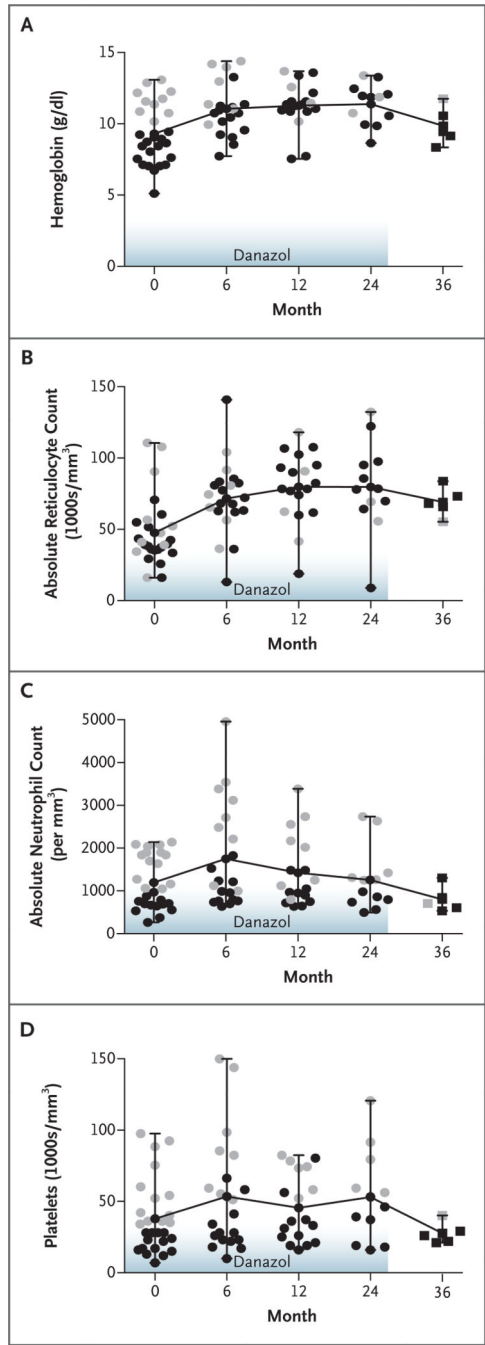 A
Hemoglobin (g/dl)
15
10
5
0
Danazol
0 6 12 24 36
Month
B
Absolute Reticulocyte Count
(1000s/mm³)
150
100
50
0
Danazol
0 6 12 24 36
Month
C
Absolute Neutrophil Count
(per mm³)
5000
4000
3000
2000
1000
0
Danazol
0 6 12 24 36
Month
D
Platelets (1000s/mm³)
150
100
50
0
Danazol
0 6 12 24 36
Month